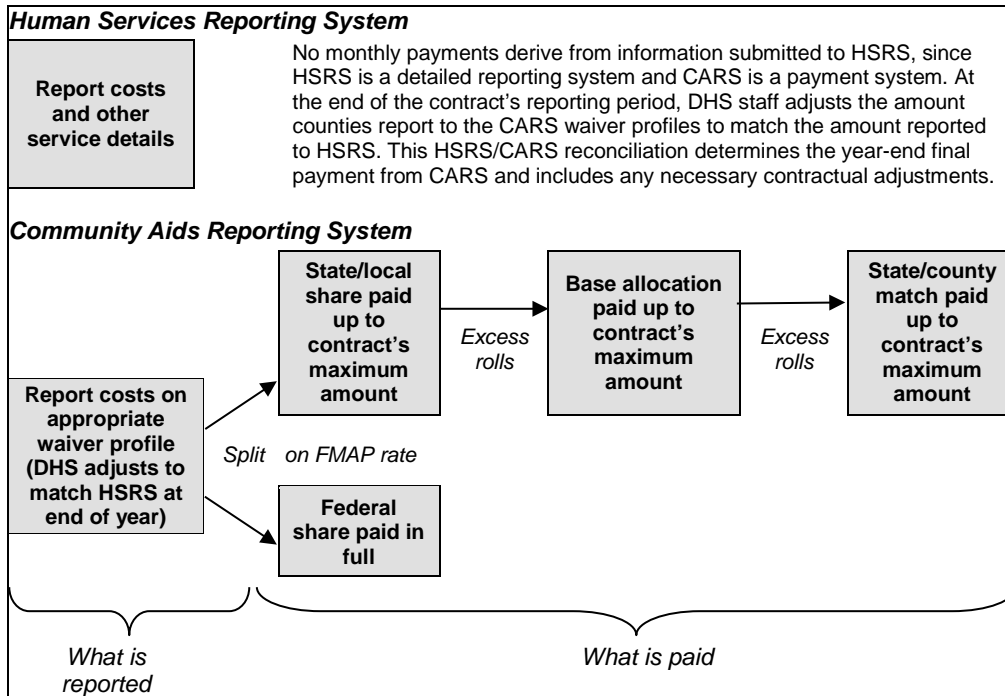 Human Services Reporting System
Report costs
and other
service details
No monthly payments derive from information submitted to HSRS, since
HSRS is a detailed reporting system and CARS is a payment system. At
the end of the contract's reporting period, DHS staff adjusts the amount
counties report to the CARS waiver profiles to match the amount reported
to HSRS. This HSRS/CARS reconciliation determines the year-end final
payment from CARS and includes any necessary contractual adjustments.
Community Aids Reporting System
Report costs on
appropriate
waiver profile
(DHS adjusts to
match HSRS at
end of year)
Split on FMAP rate
State/local
share paid
up to
contract's
maximum
amount
Excess
rolls
Base allocation
paid up to
contract's
maximum
amount
Excess
rolls
State/county
match paid
up to
contract's
maximum
amount
Federal
share paid in
full
What is
reported
What is paid